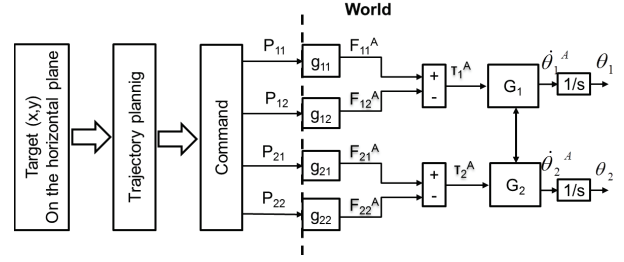 World
Target (x,y)
On the horizontal plane
Trajectory plannig
Command
P11
g11
F11A
P12
g12
F12A
+
-
τ1A
G1
θ̇1A
1/s
θ1
P21
g21
F21A
P22
g22
F22A
+
-
τ2A
G2
θ̇2A
1/s
θ2